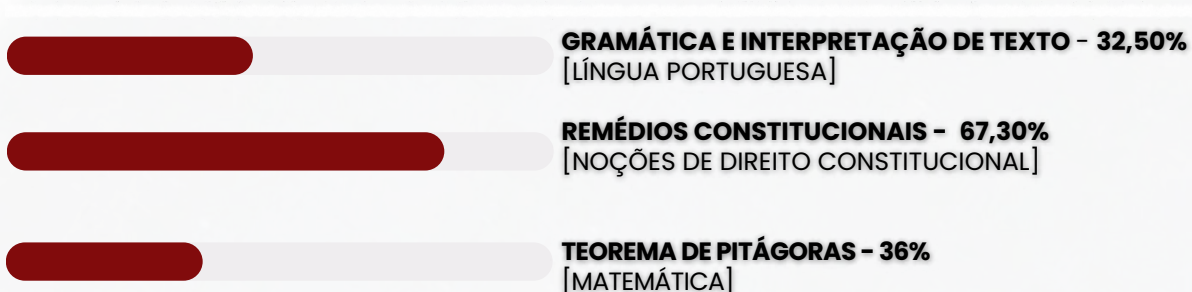 GRAMÁTICA E INTERPRETAÇÃO DE TEXTO - 32,50%
[LÍNGUA PORTUGUESA]
REMÉDIOS CONSTITUCIONAIS - 67,30%
[NOÇÕES DE DIREITO CONSTITUCIONAL]
TEOREMA DE PITÁGORAS - 36%
[MATEMÁTICA]